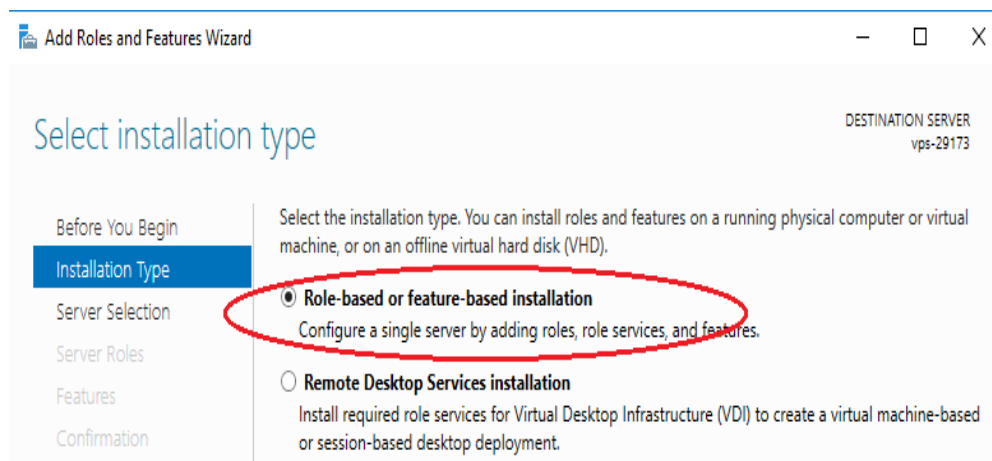 Add Roles and Features Wizard
Select installation type
DESTINATION SERVER
vps-29173
Before You Begin
Installation Type
Server Selection
Server Roles
Features
Confirmation
Select the installation type. You can install roles and features on a running physical computer or virtual
machine, or on an offline virtual hard disk (VHD).
Role-based or feature-based installation
Configure a single server by adding roles, role services, and features.
Remote Desktop Services installation
Install required role services for Virtual Desktop Infrastructure (VDI) to create a virtual machine-based
or session-based desktop deployment.